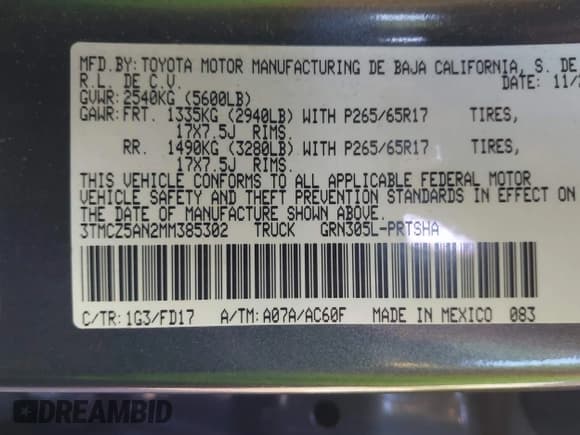 MFD. BY: TOYOTA MOTOR MANUFACTURING DE BAJA CALIFORNIA, S. DE
R.L. DE C.V. DATE: 11/
GVWR: 2540KG (5600LB)
GAWR: FRT. 1335KG (2940LB) WITH P265/65R17 TIRES,
17X7.5J RIMS.
RR. 1490KG (3280LB) WITH P265/65R17 TIRES,
17X7.5J RIMS.
THIS VEHICLE CONFORMS TO ALL APPLICABLE FEDERAL MOTOR
VEHICLE SAFETY AND THEFT PREVENTION STANDARDS IN EFFECT ON
THE DATE OF MANUFACTURE SHOWN ABOVE.
3TMCZ5AN2MM385302 TRUCK GRN305L-PRTSHA
C/TR: 1G3/FD17 A/TM: A07A/AC60F MADE IN MEXICO 083
DREAMBID